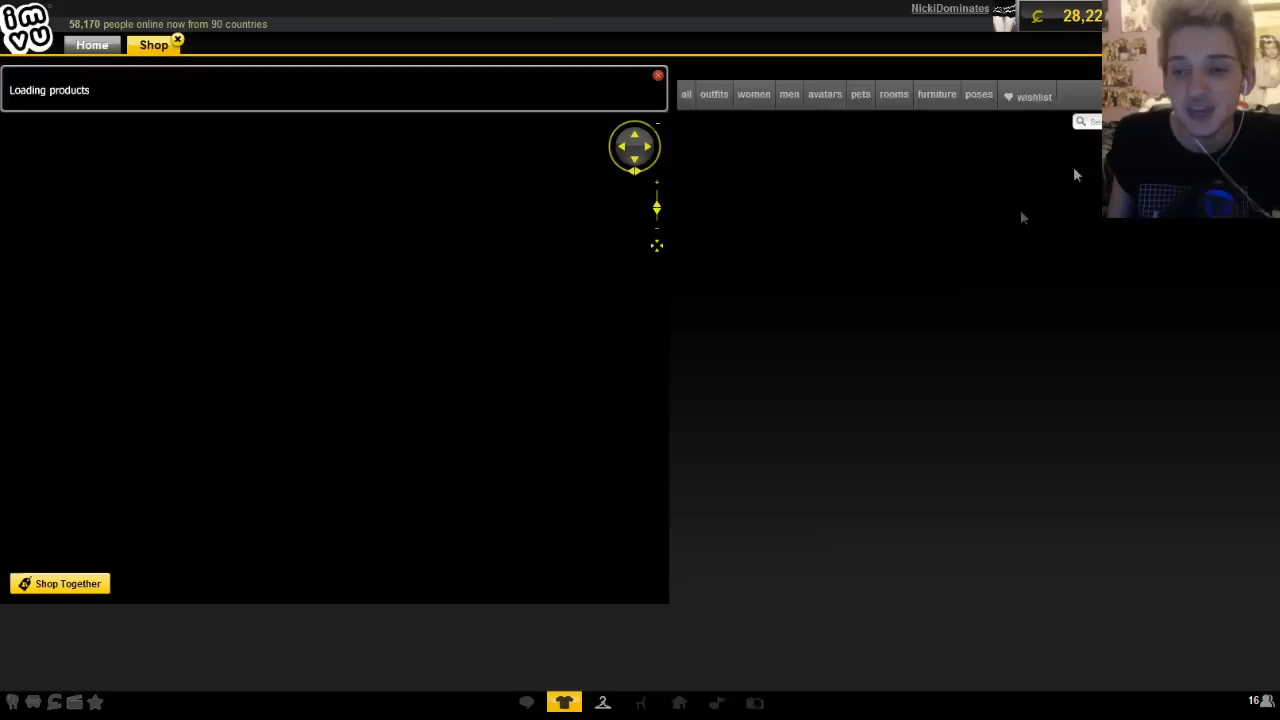 imvu
58,170 people online now from 90 countries
NickiDominates
28,22
Home
Shop
Loading products
all
outfits
women
men
avatars
pets
rooms
furniture
poses
wishlist
Shop Together
16